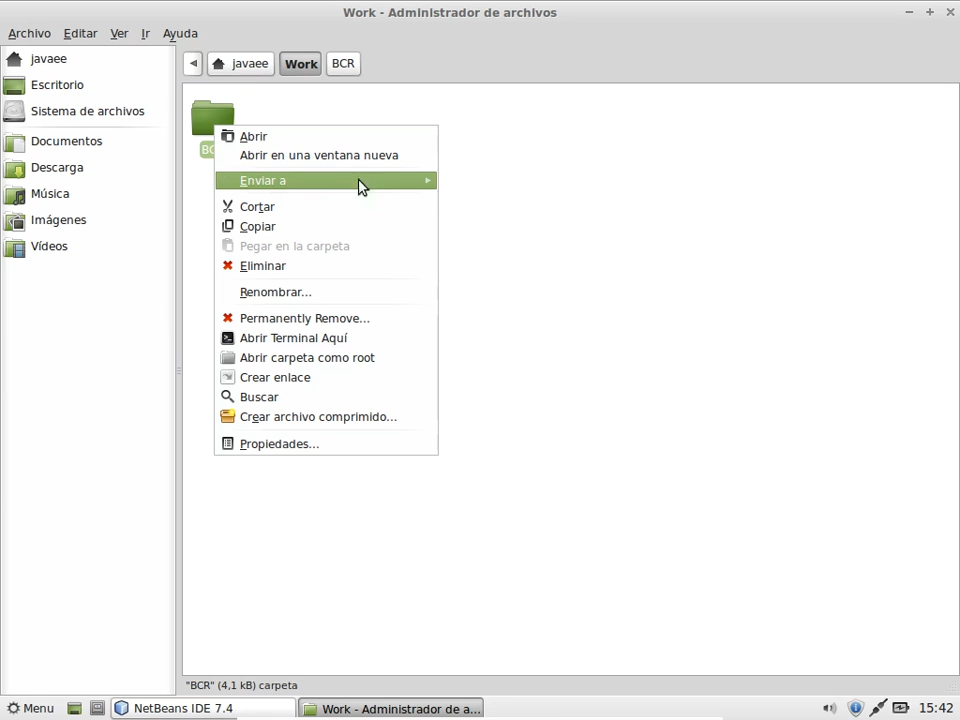 Work - Administrador de archivos
Archivo Editar Ver Ir Ayuda
javaee
Escritorio
Sistema de archivos
Documentos
Descarga
Música
Imágenes
Vídeos
javaee Work BCR
Abrir
Abrir en una ventana nueva
Enviar a
Cortar
Copiar
Pegar en la carpeta
Eliminar
Renombrar...
Permanently Remove...
Abrir Terminal Aquí
Abrir carpeta como root
Crear enlace
Buscar
Crear archivo comprimido...
Propiedades...
"BCR" (4,1 kB) carpeta
Menu NetBeans IDE 7.4 Work - Administrador de a... 15:42